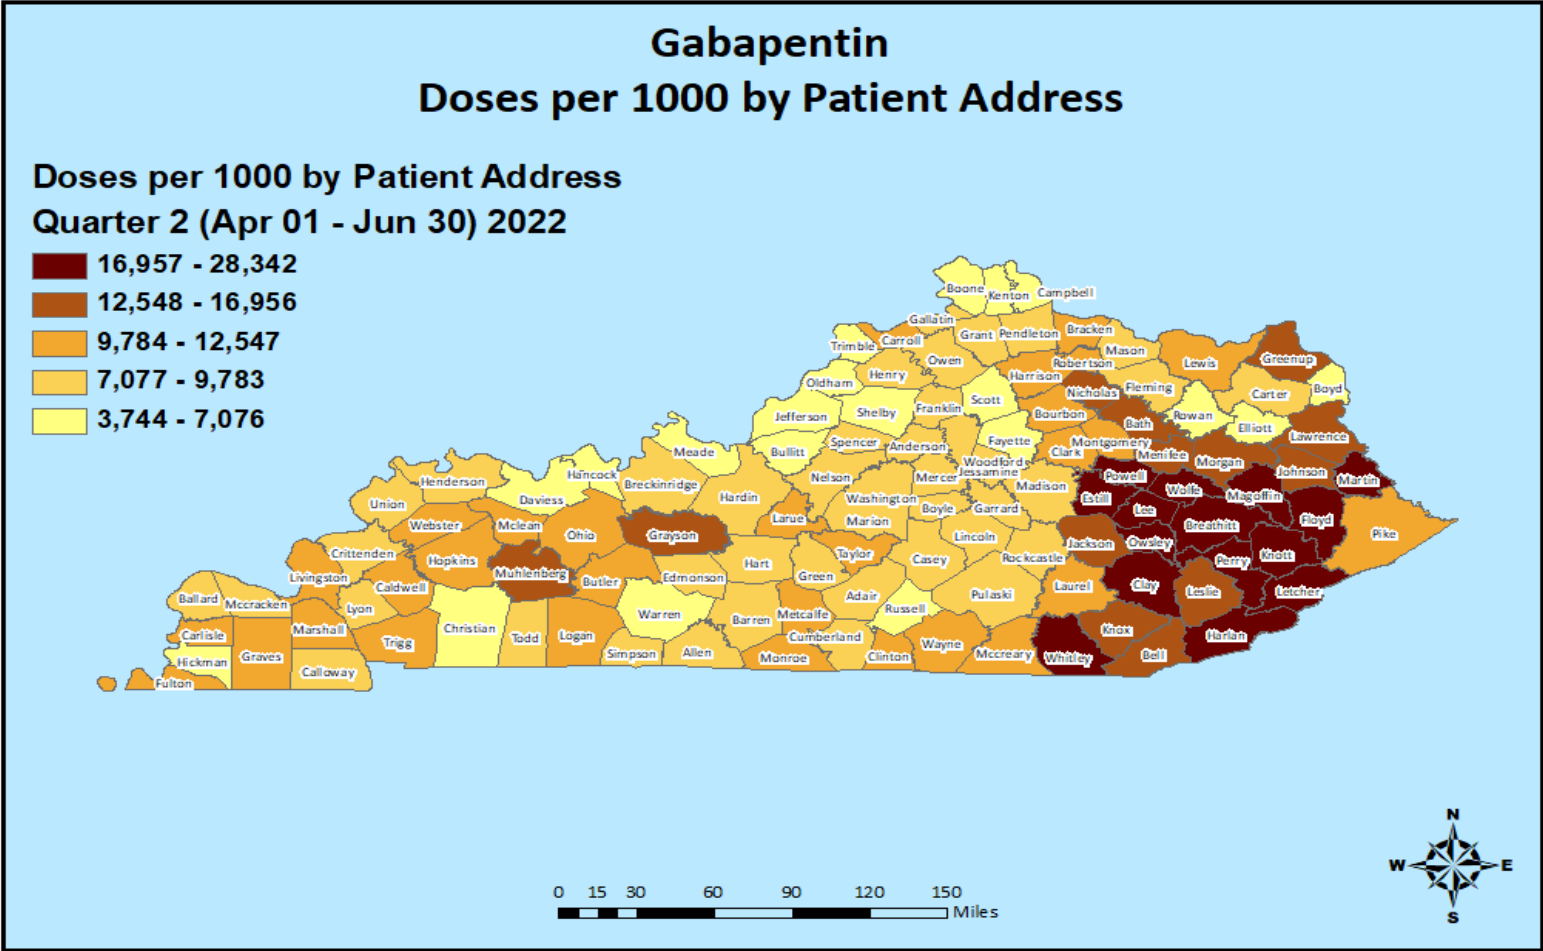 Gabapentin
Doses per 1000 by Patient Address
Doses per 1000 by Patient Address
Quarter 2 (Apr 01 - Jun 30) 2022
16,957 - 28,342
12,548 - 16,956
9,784 - 12,547
7,077 - 9,783
3,744 - 7,076
Boone
Kenton
Campbell
Gallatin
Grant
Pendleton
Bracken
Trimble
Carroll
Owen
Mason
Robertson
Lewis
Greenup
Oldham
Henry
Harrison
Nicholas
Fleming
Carter
Boyd
Jefferson
Shelby
Franklin
Scott
Bourbon
Bath
Rowan
Elliott
Lawrence
Meade
Bullitt
Spencer
Anderson
Fayette
Clark
Montgomery
Menifee
Morgan
Johnson
Martin
Woodford
Jessamine
Henderson
Hancock
Daviess
Breckinridge
Nelson
Mercer
Madison
Powell
Wolfe
Magoffin
Union
Hardin
Washington
Estill
Lee
Floyd
Webster
Mclean
Ohio
Grayson
Larue
Marion
Boyle
Garrard
Breathitt
Pike
Crittenden
Hopkins
Muhlenberg
Butler
Edmonson
Hart
Taylor
Green
Casey
Lincoln
Rockcastle
Jackson
Owsley
Perry
Knott
Livingston
Caldwell
Ballard
Mccracken
Lyon
Adair
Pulaski
Laurel
Clay
Leslie
Letcher
Carlisle
Marshall
Trigg
Christian
Todd
Logan
Warren
Barren
Metcalfe
Russell
Knox
Harlan
Hickman
Graves
Calloway
Simpson
Allen
Cumberland
Monroe
Clinton
Wayne
Mccreary
Whitley
Bell
Fulton
0 15 30 60 90 120 150
Miles
N
W E
S